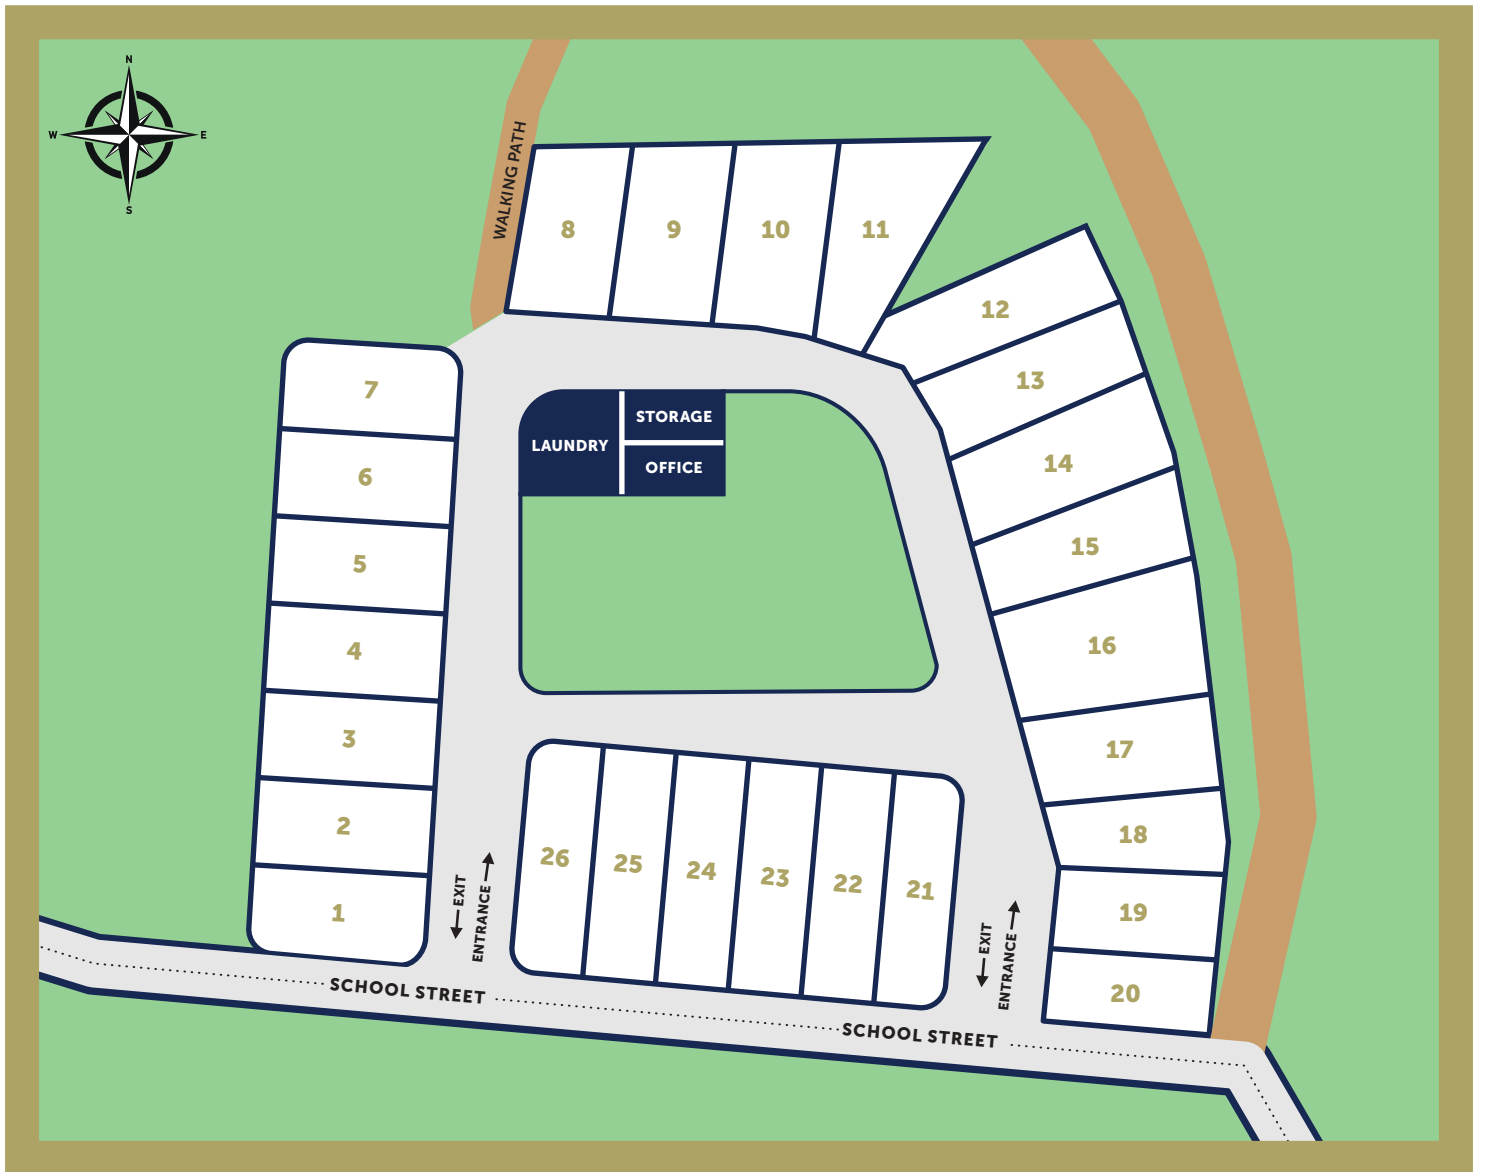 N
W E
S
WALKING PATH
8 9 10 11
12
13
14
15
16
17
18
19
20
7
6
5
4
3
2
1
LAUNDRY
STORAGE
OFFICE
26 25 24 23 22 21
EXIT
ENTRANCE
EXIT
ENTRANCE
SCHOOL STREET
SCHOOL STREET